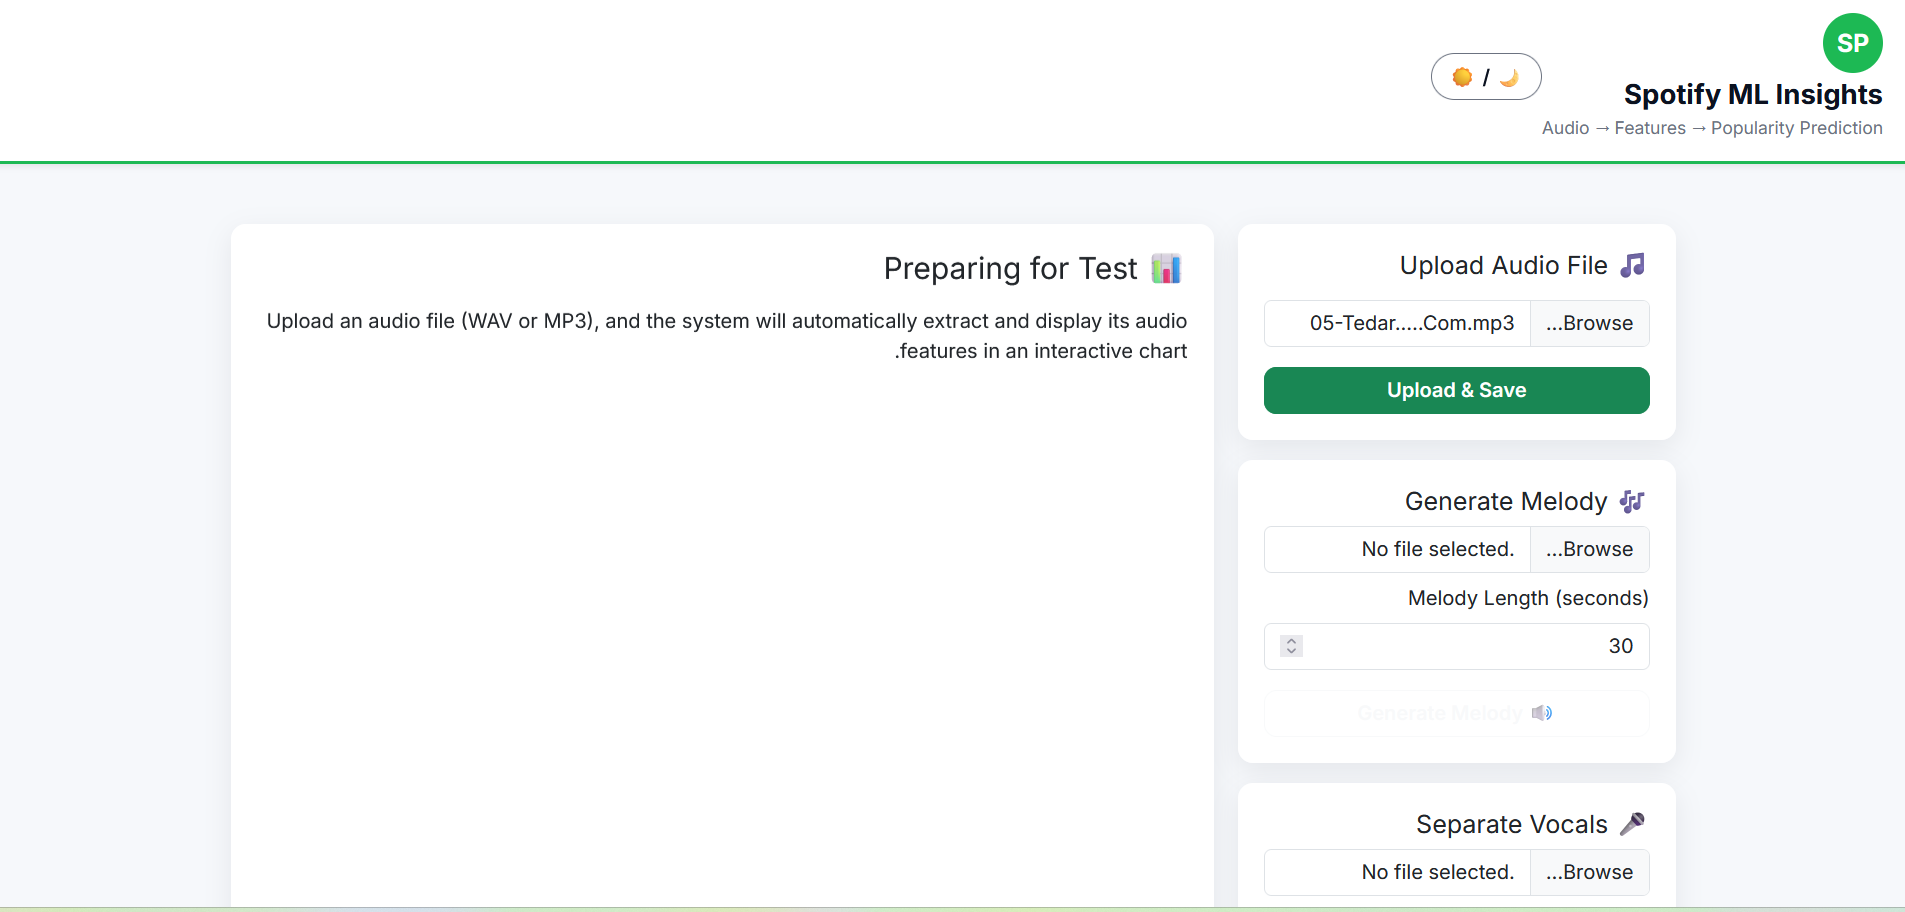 SP
Spotify ML Insights
Audio → Features → Popularity Prediction
☀️ / 🌙
Upload Audio File 🎵
...Browse
05-Tedar.....Com.mp3
Upload & Save
Generate Melody 🎶
...Browse
No file selected.
Melody Length (seconds)
30
Generate Melody 🔊
Separate Vocals 🎤
...Browse
No file selected.
Preparing for Test 📊
Upload an audio file (WAV or MP3), and the system will automatically extract and display its audio
.features in an interactive chart